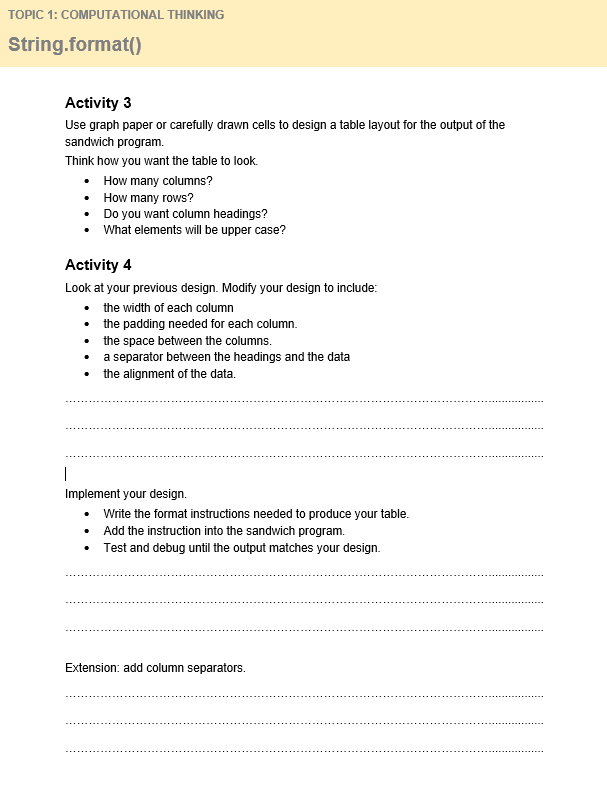 TOPIC 1: COMPUTATIONAL THINKING
String.format()
Activity 3
Use graph paper or carefully drawn cells to design a table layout for the output of the
sandwich program.
Think how you want the table to look.
• How many columns?
• How many rows?
• Do you want column headings?
• What elements will be upper case?
Activity 4
Look at your previous design. Modify your design to include:
• the width of each column
• the padding needed for each column.
• the space between the columns.
• a separator between the headings and the data
• the alignment of the data.
Implement your design.
• Write the format instructions needed to produce your table.
• Add the instruction into the sandwich program.
• Test and debug until the output matches your design.
Extension: add column separators.